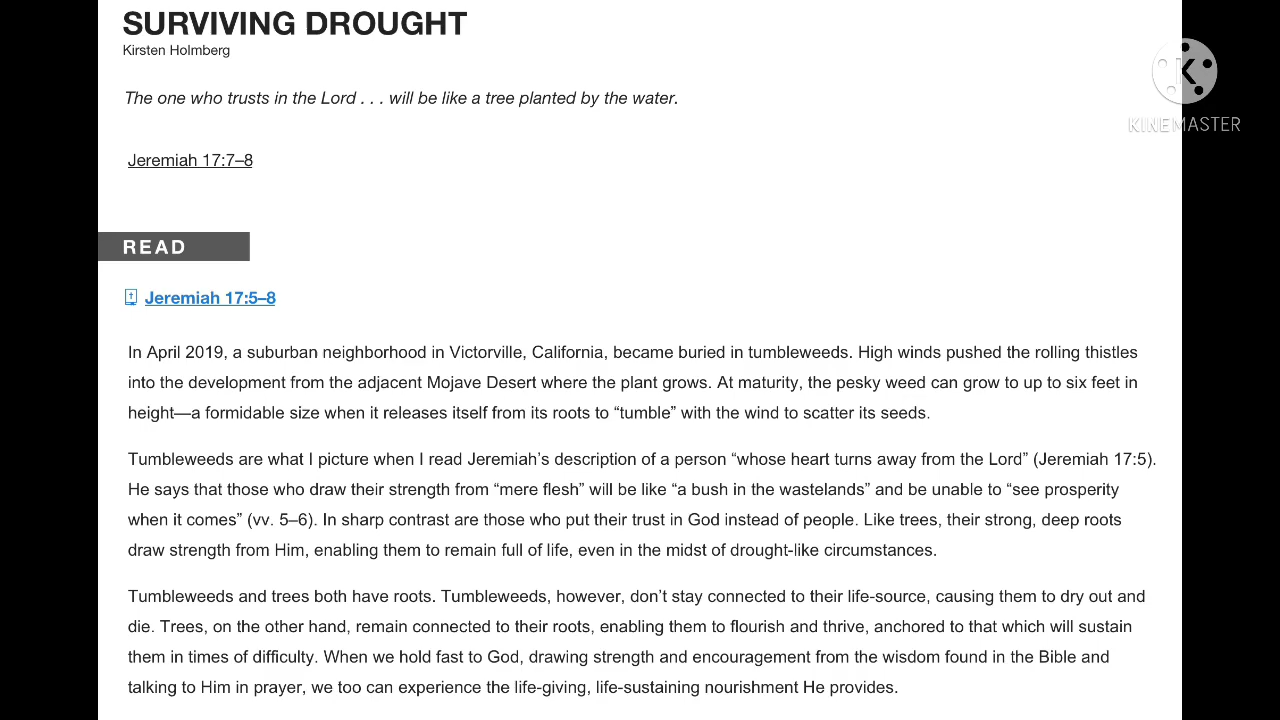 SURVIVING DROUGHT
Kirsten Holmberg
The one who trusts in the Lord . . . will be like a tree planted by the water.
KINEMASTER
Jeremiah 17:7–8
READ
Jeremiah 17:5–8
In April 2019, a suburban neighborhood in Victorville, California, became buried in tumbleweeds. High winds pushed the rolling thistles
into the development from the adjacent Mojave Desert where the plant grows. At maturity, the pesky weed can grow to up to six feet in
height—a formidable size when it releases itself from its roots to “tumble” with the wind to scatter its seeds.
Tumbleweeds are what I picture when I read Jeremiah’s description of a person “whose heart turns away from the Lord” (Jeremiah 17:5).
He says that those who draw their strength from “mere flesh” will be like “a bush in the wastelands” and be unable to “see prosperity
when it comes” (vv. 5–6). In sharp contrast are those who put their trust in God instead of people. Like trees, their strong, deep roots
draw strength from Him, enabling them to remain full of life, even in the midst of drought-like circumstances.
Tumbleweeds and trees both have roots. Tumbleweeds, however, don’t stay connected to their life-source, causing them to dry out and
die. Trees, on the other hand, remain connected to their roots, enabling them to flourish and thrive, anchored to that which will sustain
them in times of difficulty. When we hold fast to God, drawing strength and encouragement from the wisdom found in the Bible and
talking to Him in prayer, we too can experience the life-giving, life-sustaining nourishment He provides.